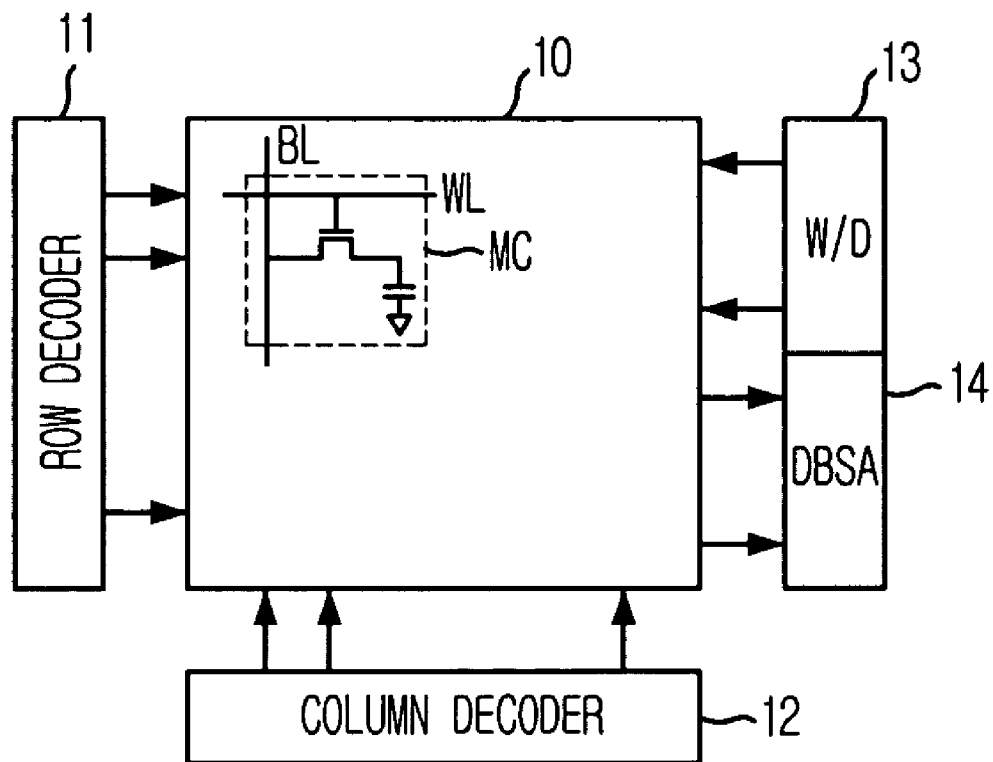 11
10
13
BL
WL
MC
W/D
ROW DECODER
14
DBSA
COLUMN DECODER
12